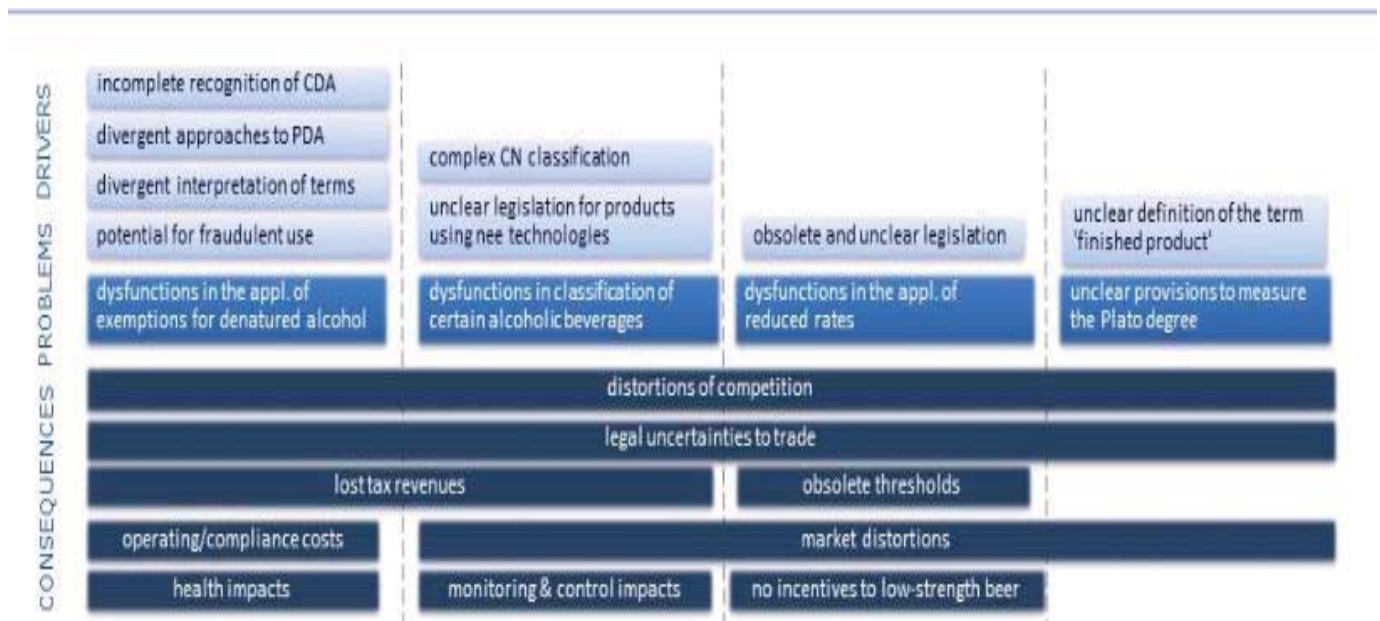 DRIVERS
incomplete recognition of CDA
divergent approaches to PDA
divergent interpretation of terms
potential for fraudulent use
complex CN classification
unclear legislation for products
using nee technologies
obsolete and unclear legislation
unclear definition of the term
'finished product'
PROBLEMS
dysfunctions in the appl. of
exemptions for denatured alcohol
dysfunctions in classification of
certain alcoholic beverages
dysfunctions in the appl. of
reduced rates
unclear provisions to measure
the Plato degree
CONSEQUENCES
distortions of competition
legal uncertainties to trade
lost tax revenues
obsolete thresholds
operating/compliance costs
market distortions
health impacts
monitoring & control impacts
no incentives to low-strength beer